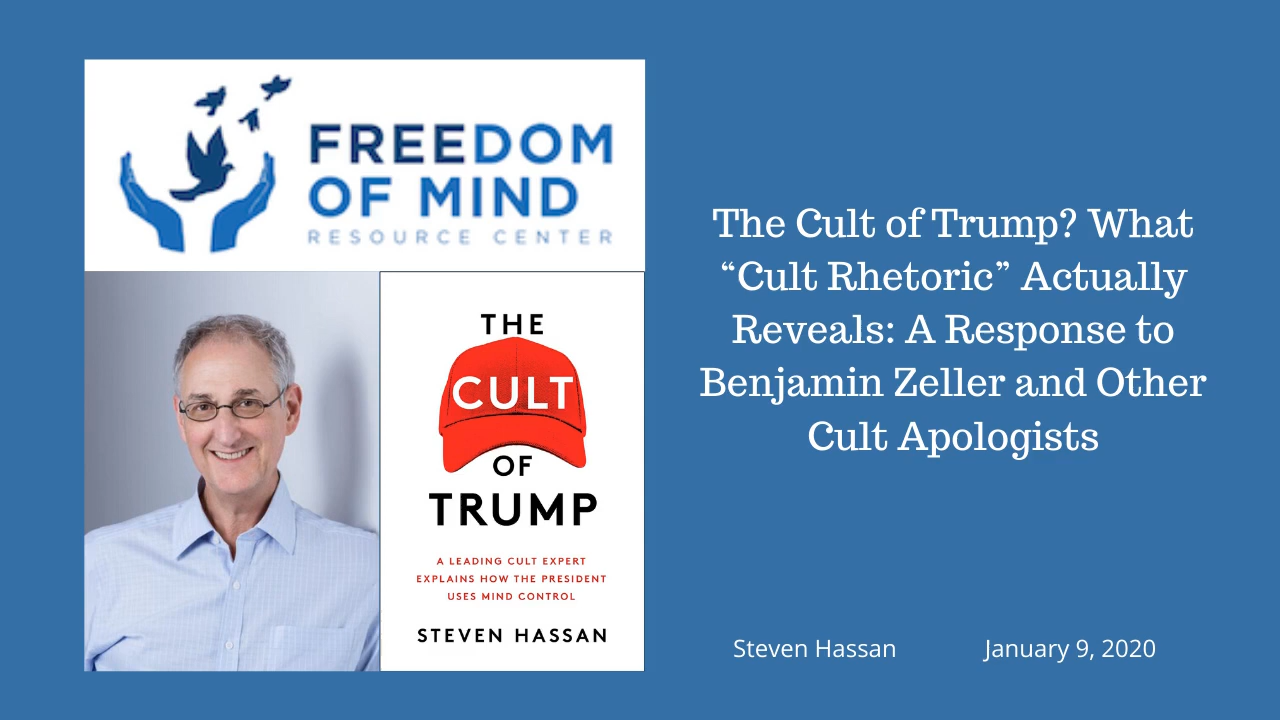 FREEDOM
OF MIND
RESOURCE CENTER
THE
CULT
OF
TRUMP
A LEADING CULT EXPERT
EXPLAINS HOW THE PRESIDENT
USES MIND CONTROL
STEVEN HASSAN
The Cult of Trump? What
“Cult Rhetoric” Actually
Reveals: A Response to
Benjamin Zeller and Other
Cult Apologists
Steven Hassan January 9, 2020